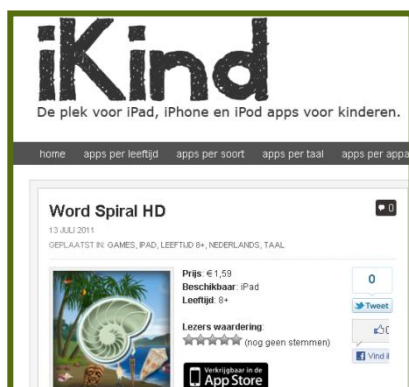 iKind
De plek voor iPad, iPhone en iPod apps voor kinderen.
home apps per leeftijd apps per soort apps per taal apps per appa
Word Spiral HD
0
13 JULI 2011
GEPLAATST IN: GAMES, IPAD, LEEFTIJD 8+, NEDERLANDS, TAAL
Prijs: € 1,59
Beschikbaar: iPad
Leeftijd: 8+
Lezers waardering:
(nog geen stemmen)
Verkrijgbaar in de
App Store
0
Tweet
Vind